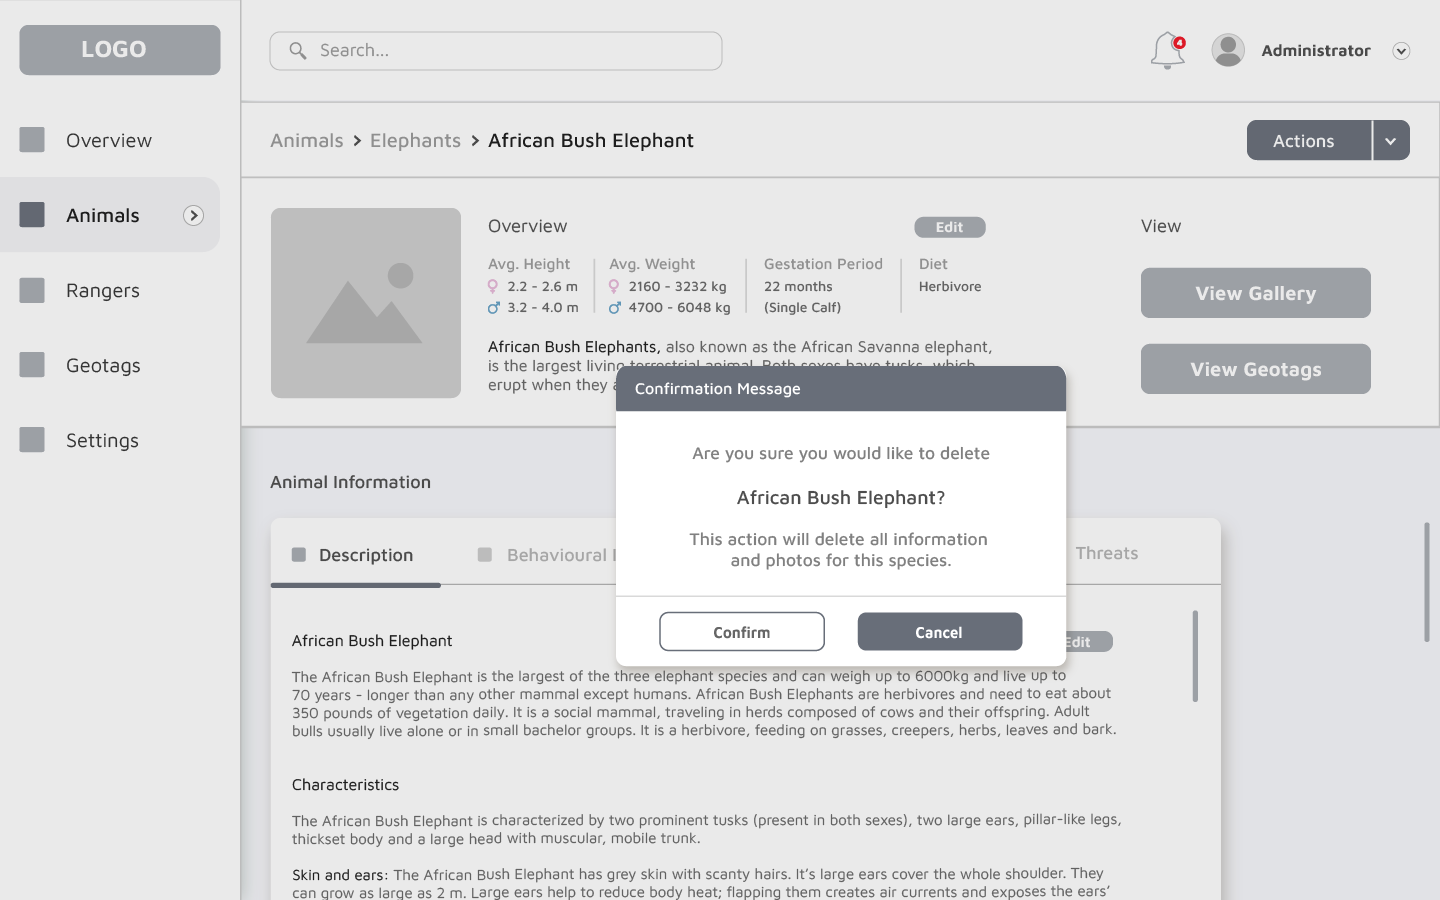 LOGO
Search...
4
Administrator
Overview
Animals
Rangers
Geotags
Settings
Animals > Elephants > African Bush Elephant
Actions
Overview
Edit
View
Avg. Height
2.2 - 2.6 m
3.2 - 4.0 m
Avg. Weight
2160 - 3232 kg
4700 - 6048 kg
Gestation Period
22 months
(Single Calf)
Diet
Herbivore
View Gallery
View Geotags
African Bush Elephants, also known as the African Savanna elephant,
is the largest living terrestrial animal. Both sexes have tusks, which
erupt when they
Confirmation Message
Are you sure you would like to delete
African Bush Elephant?
This action will delete all information
and photos for this species.
Confirm
Cancel
Animal Information
Description
Behavioural
Threats
African Bush Elephant
Edit
The African Bush Elephant is the largest of the three elephant species and can weigh up to 6000kg and live up to
70 years - longer than any other mammal except humans. African Bush Elephants are herbivores and need to eat about
350 pounds of vegetation daily. It is a social mammal, traveling in herds composed of cows and their offspring. Adult
bulls usually live alone or in small bachelor groups. It is a herbivore, feeding on grasses, creepers, herbs, leaves and bark.
Characteristics
The African Bush Elephant is characterized by two prominent tusks (present in both sexes), two large ears, pillar-like legs,
thickset body and a large head with muscular, mobile trunk.
Skin and ears: The African Bush Elephant has grey skin with scanty hairs. It's large ears cover the whole shoulder. They
can grow as large as 2 m. Large ears help to reduce body heat; flapping them creates air currents and exposes the ears'